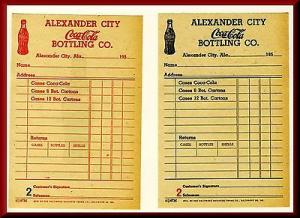 ALEXANDER CITY
Coca-Cola
BOTTLING CO.
Alexander City, Ala. 195
Name
Address
Cases Coca-Cola
Cases 6 Bot. Cartons
Cases 12 Bot. Cartons
Returns
CASES BOTTLES SHELLS
Customer's Signature
2
Salesman
ALEXANDER CITY
Coca-Cola
BOTTLING CO.
Alexander City, Ala. 195
Name
Address
Cases Coca-Cola
Cases 6 Bot. Cartons
Cases 12 Bot. Cartons
Returns
CASES BOTTLES SHELLS
Customer's Signature
2
Salesman